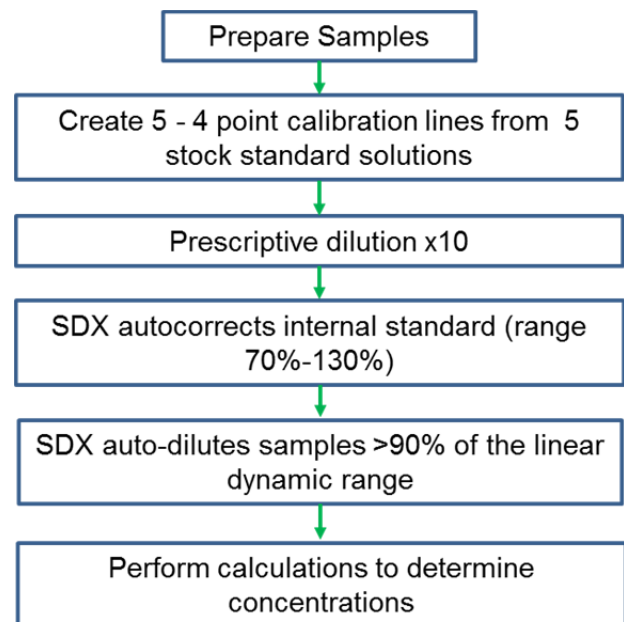 Prepare Samples
Create 5 - 4 point calibration lines from 5
stock standard solutions
Prescriptive dilution x10
SDX autocorrects internal standard (range
70%-130%)
SDX auto-dilutes samples >90% of the linear
dynamic range
Perform calculations to determine
concentrations